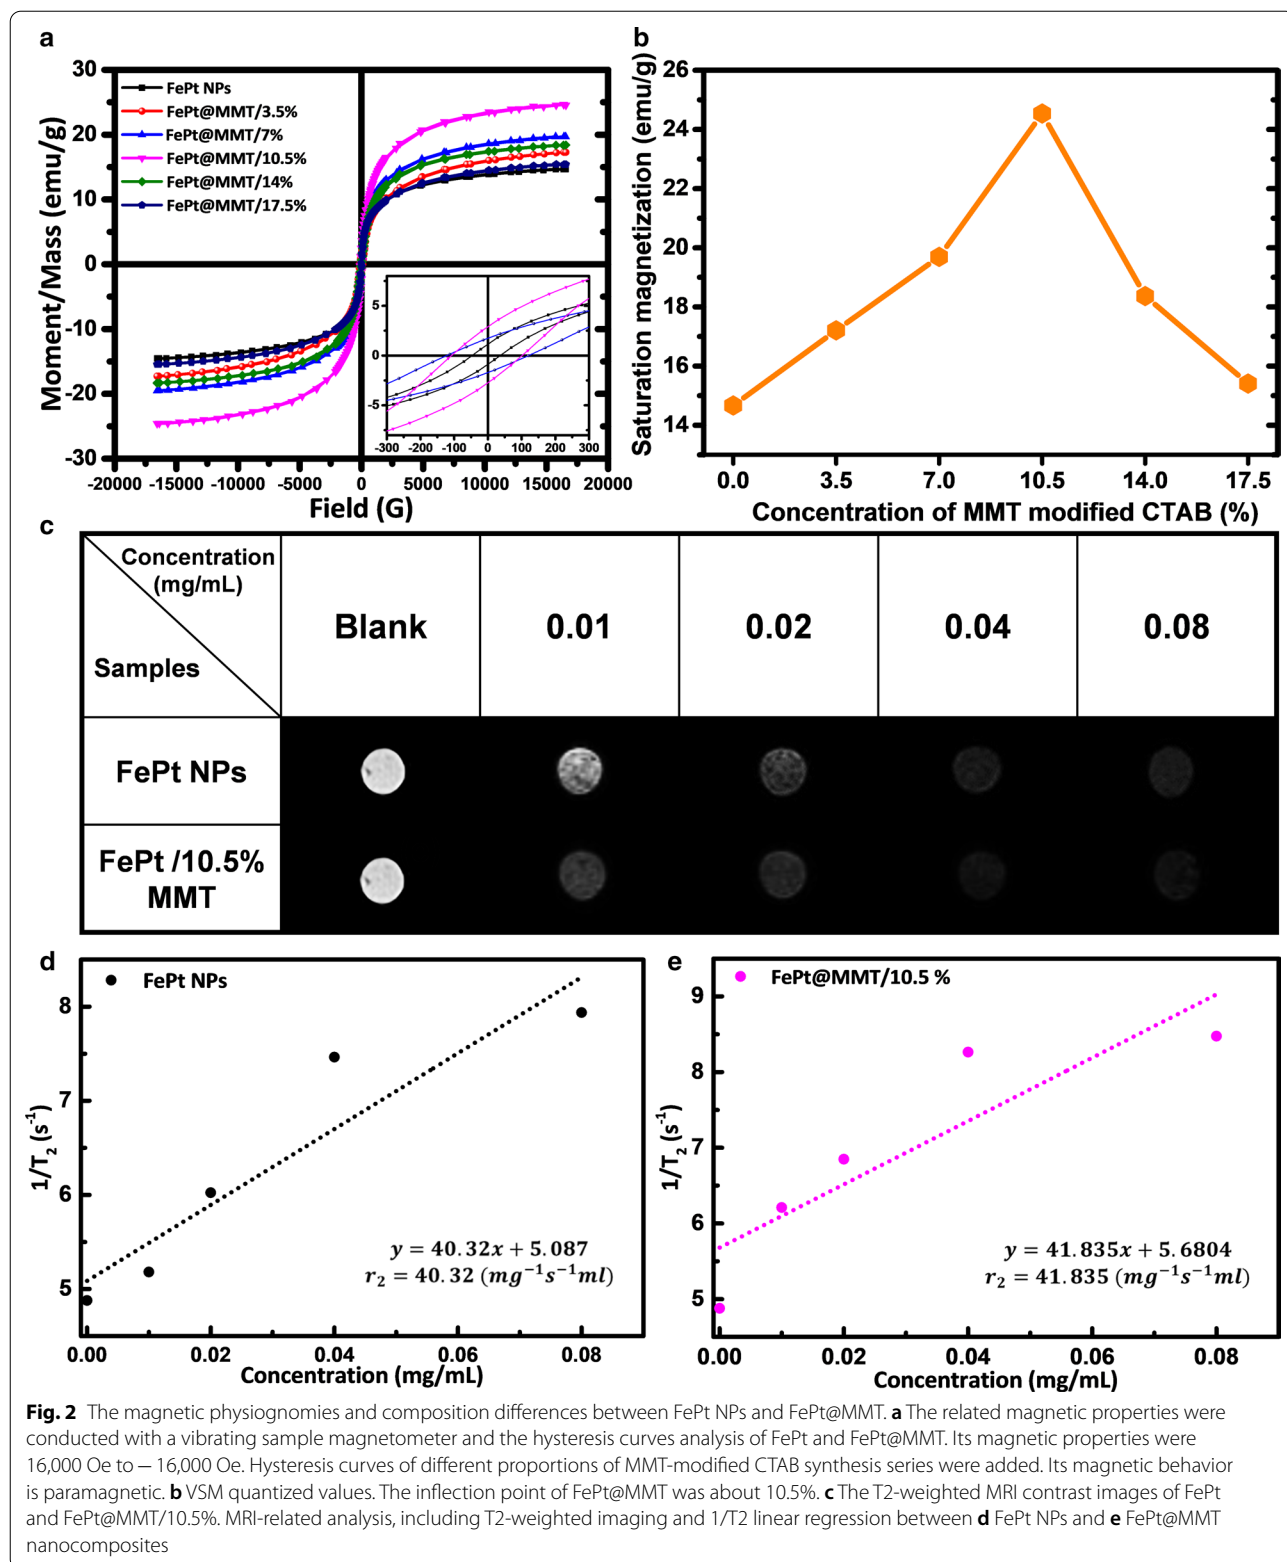 a
30
20
10
0
-10
-20
-30
Moment/Mass (emu/g)
FePt NPs
FePt@MMT/3.5%
FePt@MMT/7%
FePt@MMT/10.5%
FePt@MMT/14%
FePt@MMT/17.5%
5
0
-5
-300 -200 -100 0 100 200 300
-20000 -15000 -10000 -5000 0 5000 10000 15000 20000
Field (G)
b
26
24
22
20
18
16
14
Saturation magnetization (emu/g)
0.0 3.5 7.0 10.5 14.0 17.5
Concentration of MMT modified CTAB (%)
c
Concentration
(mg/mL)
Samples
Blank 0.01 0.02 0.04 0.08
FePt NPs
FePt /10.5%
MMT
d
FePt NPs
8
7
6
5
1/T₂ (s⁻¹)
y = 40.32x + 5.087
r₂ = 40.32 (mg⁻¹s⁻¹ml)
0.00 0.02 0.04 0.06 0.08
Concentration (mg/mL)
e
FePt@MMT/10.5 %
9
8
7
6
5
1/T₂ (s⁻¹)
y = 41.835x + 5.6804
r₂ = 41.835 (mg⁻¹s⁻¹ml)
0.00 0.02 0.04 0.06 0.08
Concentration (mg/mL)
Fig. 2 The magnetic physiognomies and composition differences between FePt NPs and FePt@MMT. a The related magnetic properties were
conducted with a vibrating sample magnetometer and the hysteresis curves analysis of FePt and FePt@MMT. Its magnetic properties were
16,000 Oe to − 16,000 Oe. Hysteresis curves of different proportions of MMT-modified CTAB synthesis series were added. Its magnetic behavior
is paramagnetic. b VSM quantized values. The inflection point of FePt@MMT was about 10.5%. c The T2-weighted MRI contrast images of FePt
and FePt@MMT/10.5%. MRI-related analysis, including T2-weighted imaging and 1/T2 linear regression between d FePt NPs and e FePt@MMT
nanocomposites